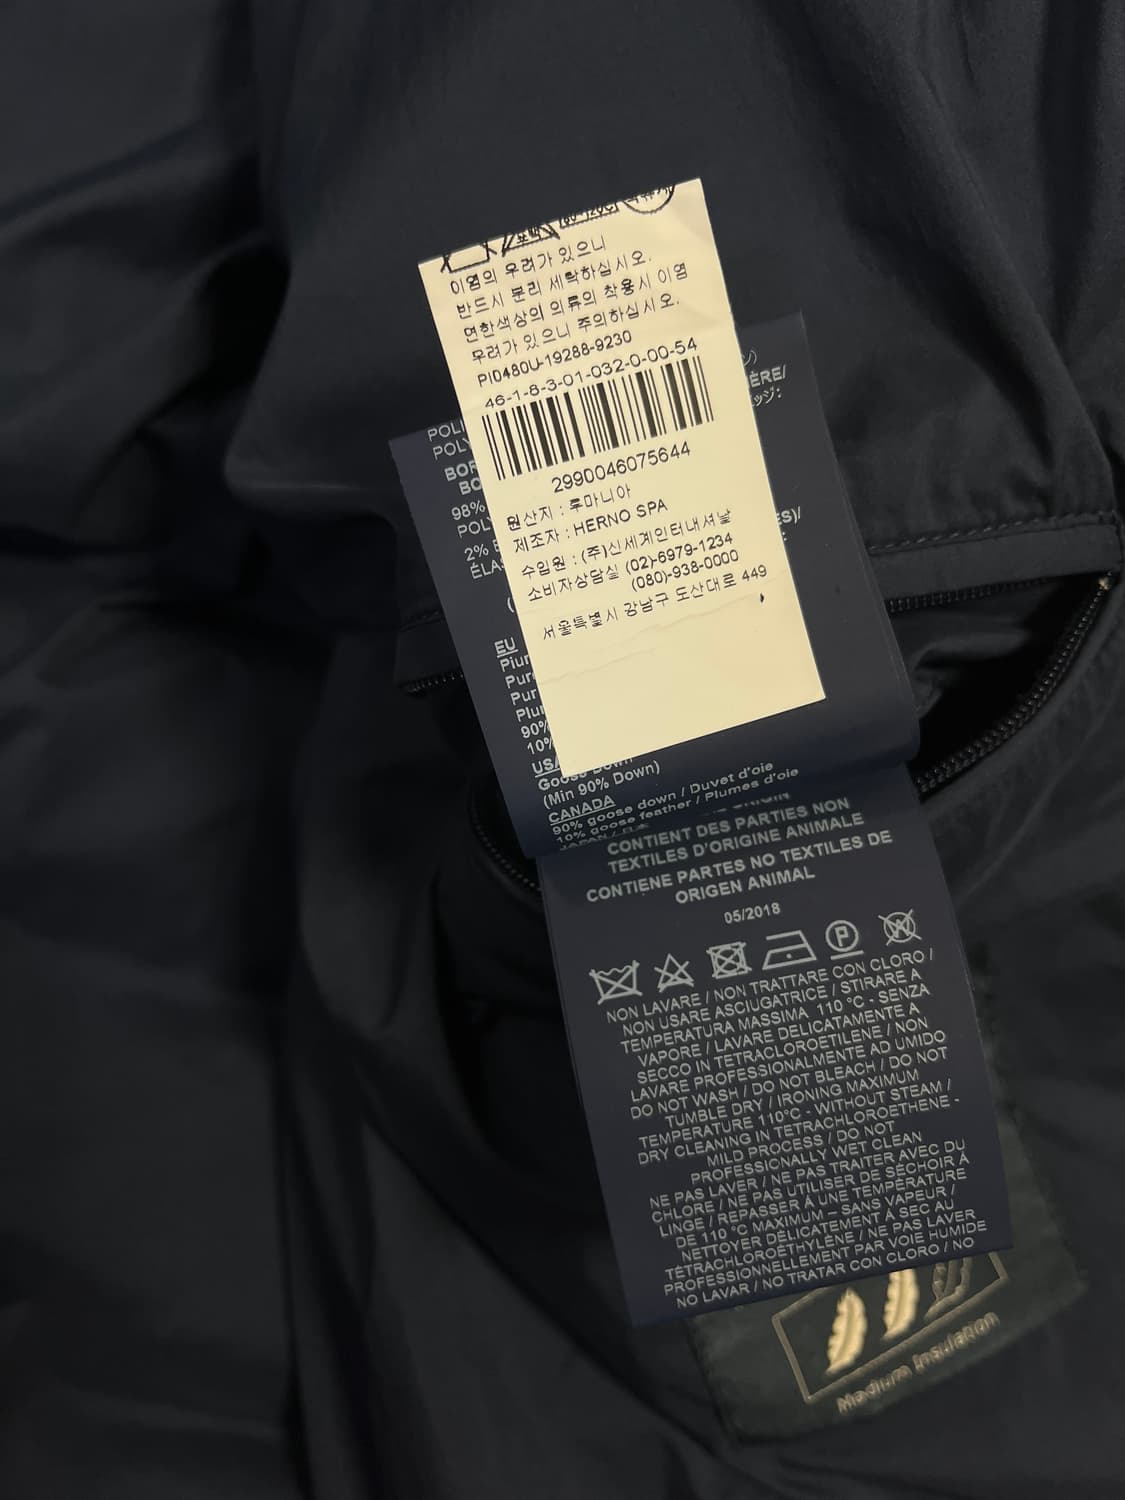 이염의 우려가 있으니
반드시 분리 세탁하십시오.
면한색상의 의류의 착용시 이염
우려가 있으니 주의하십시오.
PI0480U-19288-9230
46-1-8-3-01-032-0-00-54
2990046075644
원산지 : 루마니아
제조자 : HERNO SPA
수입원 : (주)신세계인터내셔날
소비자상담실 (02)-6979-1234
(080)-938-0000
서울특별시 강남구 도산대로 449
98%
2%
EU
90%
10%
USA
Goose Down
(Min 90% Down)
CANADA
90% goose down / Duvet d'oie
10% goose feather / Plumes d'oie
JAPAN / 日本
CONTIENT DES PARTIES NON
TEXTILES D'ORIGINE ANIMALE
CONTIENE PARTES NO TEXTILES DE
ORIGEN ANIMAL
05/2018
P
W
NON LAVARE / NON TRATTARE CON CLORO /
NON USARE ASCIUGATRICE / STIRARE A
TEMPERATURA MASSIMA 110 °C - SENZA
VAPORE / LAVARE DELICATAMENTE A
SECCO IN TETRACLOROETILENE / NON
LAVARE PROFESSIONALMENTE AD UMIDO
DO NOT WASH / DO NOT BLEACH / DO NOT
TUMBLE DRY / IRONING MAXIMUM
TEMPERATURE 110°C - WITHOUT STEAM /
DRY CLEANING IN TETRACHLOROETHENE -
MILD PROCESS / DO NOT
PROFESSIONALLY WET CLEAN
NE PAS LAVER / NE PAS TRAITER AVEC DU
CHLORE / NE PAS UTILISER DE SÉCHOIR À
LINGE / REPASSER À UNE TEMPÉRATURE
DE 110 °C MAXIMUM – SANS VAPEUR /
NETTOYER DÉLICATEMENT À SEC AU
TÉTRACHLOROÉTHYLÈNE / NE PAS LAVER
PROFESSIONNELLEMENT PAR VOIE HUMIDE
NO LAVAR / NO TRATAR CON CLORO / NO
Medium Insulation